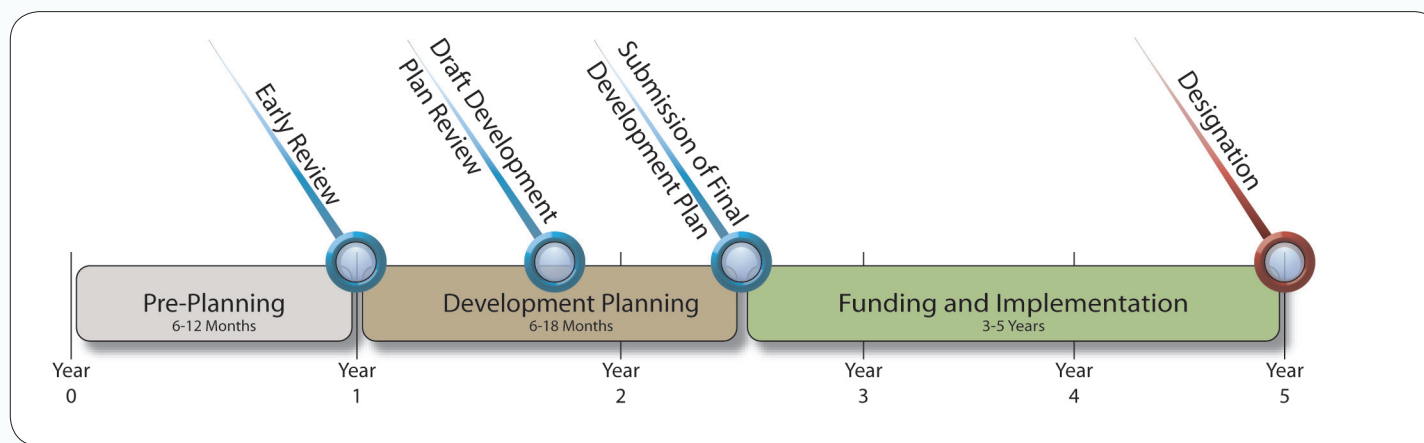 Early Review
Draft Development
Plan Review
Submission of Final
Development Plan
Designation
Pre-Planning
6-12 Months
Development Planning
6-18 Months
Funding and Implementation
3-5 Years
Year
0
Year
1
Year
2
Year
3
Year
4
Year
5